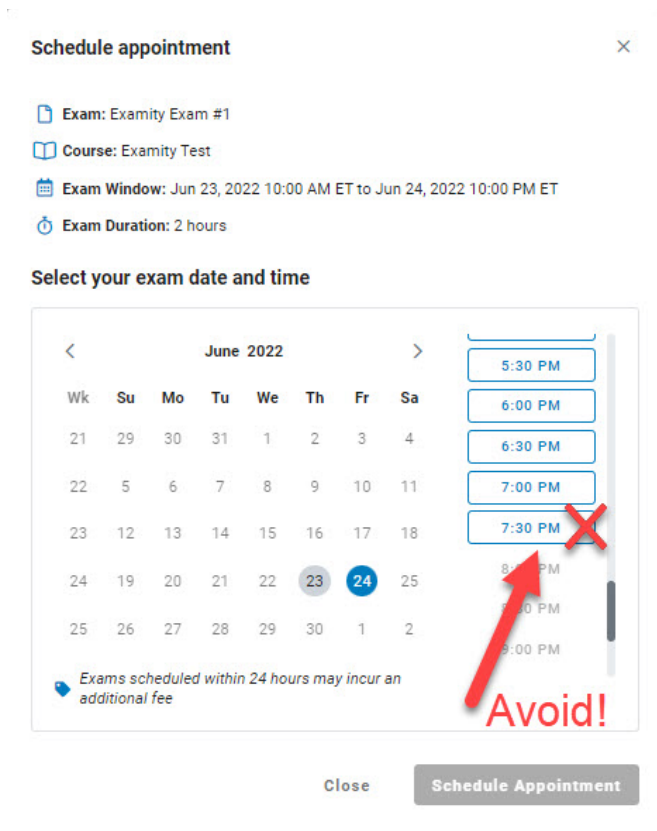 Schedule appointment
Exam: Examity Exam #1
Course: Examity Test
Exam Window: Jun 23, 2022 10:00 AM ET to Jun 24, 2022 10:00 PM ET
Exam Duration: 2 hours
Select your exam date and time
June 2022
Wk Su Mo Tu We Th Fr Sa
21 29 30 31 1 2 3 4
22 5 6 7 8 9 10 11
23 12 13 14 15 16 17 18
24 19 20 21 22 23 24 25
25 26 27 28 29 30 1 2
Exams scheduled within 24 hours may incur an
additional fee
5:30 PM
6:00 PM
6:30 PM
7:00 PM
7:30 PM
PM
PM
9:00 PM
Avoid!
Close
Schedule Appointment